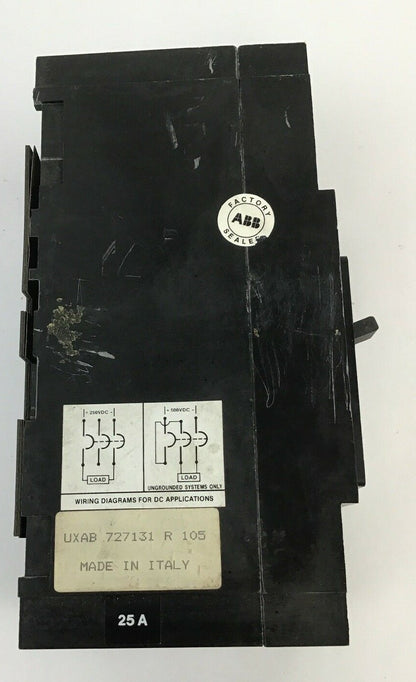 FACTORY
ABB
SEALED
+ 250VDC -
+ 500VDC -
LOAD
LOAD
UNGROUNDED SYSTEMS ONLY
WIRING DIAGRAMS FOR DC APPLICATIONS
UXAB 727131 R 105
MADE IN ITALY
25 A